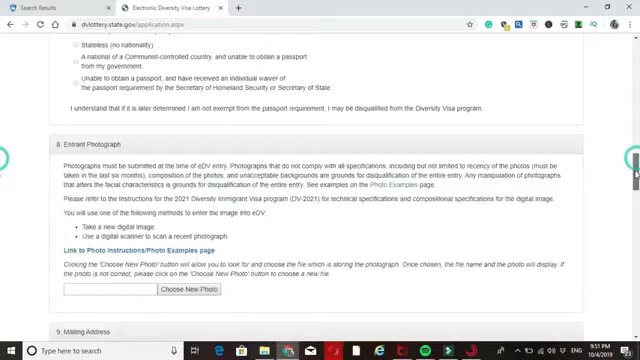 Search Results
Electronic Diversity Visa Lottery
dvlottery.state.gov/application.aspx
Stateless (no nationality)
A national of a Communist-controlled country, and unable to obtain a passport
from my government.
Unable to obtain a passport, and have received an individual waiver of
the passport requirement by the Secretary of Homeland Security or Secretary of State.
I understand that if it is later determined I am not exempt from the passport requirement, I may be disqualified from the Diversity Visa program.
8. Entrant Photograph
Photographs must be submitted at the time of eDV entry. Photographs that do not comply with all specifications, including but not limited to recency of the photos (must be
taken in the last six months), composition of the photos, and unacceptable backgrounds are grounds for disqualification of the entire entry. Any manipulation of photographs
that alters the facial characteristics is grounds for disqualification of the entire entry. See examples on the Photo Examples page.
Please refer to the Instructions for the 2021 Diversity Immigrant Visa program (DV-2021) for technical specifications and compositional specifications for the digital image.
You will use one of the following methods to enter the image into eDV:
• Take a new digital image.
• Use a digital scanner to scan a recent photograph.
Link to Photo Instructions/Photo Examples page
Clicking the 'Choose New Photo' button will allow you to look for and choose the file which is storing the photograph. Once chosen, the file name and the photo will display. If
the photo is not correct, please click on the 'Choose New Photo' button to choose a new file.
Choose New Photo
9. Mailing Address
Type here to search
ENG
9:51 PM
10/4/2019